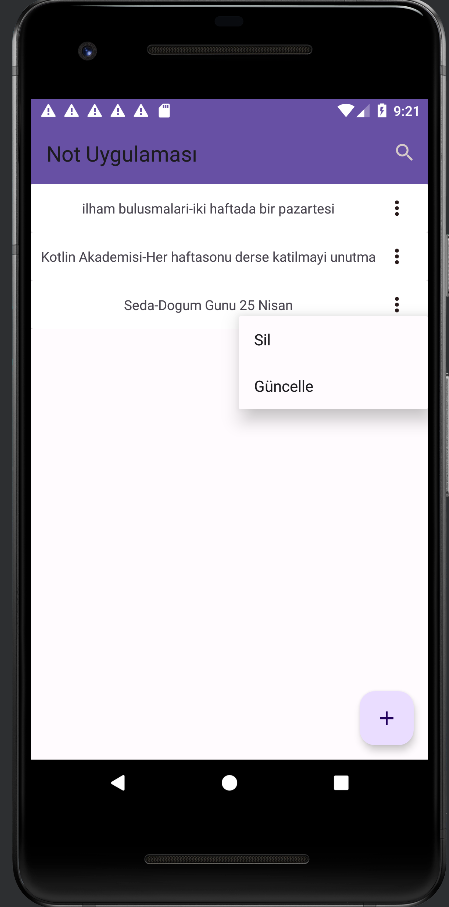 9:21
Not Uygulaması
ilham bulusmalari-iki haftada bir pazartesi
Kotlin Akademisi-Her haftasonu derse katilmayi unutma
Seda-Dogum Gunu 25 Nisan
Sil
Güncelle